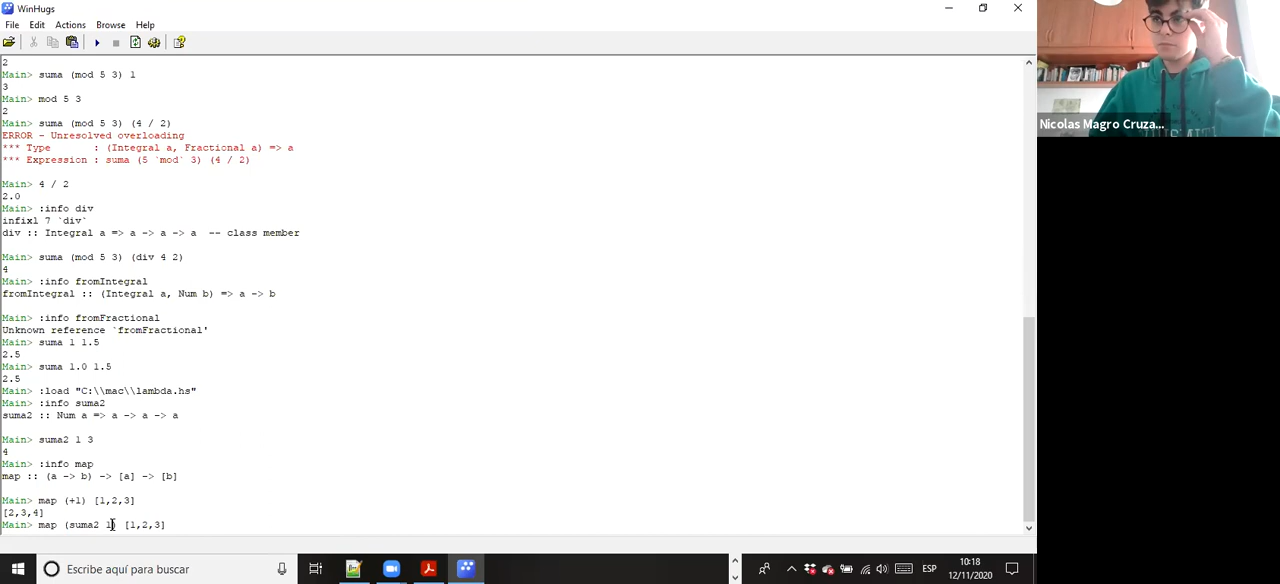 WinHugs
File Edit Actions Browse Help
2
Main> suma (mod 5 3) 1
3
Main> mod 5 3
2
Main> suma (mod 5 3) (4 / 2)
ERROR - Unresolved overloading
*** Type : (Integral a, Fractional a) => a
*** Expression : suma (5 `mod` 3) (4 / 2)
Main> 4 / 2
2.0
Main> :info div
infixl 7 `div`
div :: Integral a => a -> a -> a -- class member
Main> suma (mod 5 3) (div 4 2)
4
Main> :info fromIntegral
fromIntegral :: (Integral a, Num b) => a -> b
Main> :info fromFractional
Unknown reference `fromFractional'
Main> suma 1 1.5
2.5
Main> suma 1.0 1.5
2.5
Main> :load "C:\\mac\\lambda.hs"
Main> :info suma2
suma2 :: Num a => a -> a -> a
Main> suma2 1 3
4
Main> :info map
map :: (a -> b) -> [a] -> [b]
Main> map (+1) [1,2,3]
[2,3,4]
Main> map (suma2 1) [1,2,3]
Nicolas Magro Cruza...
Escribe aquí para buscar
ESP
10:18
12/11/2020